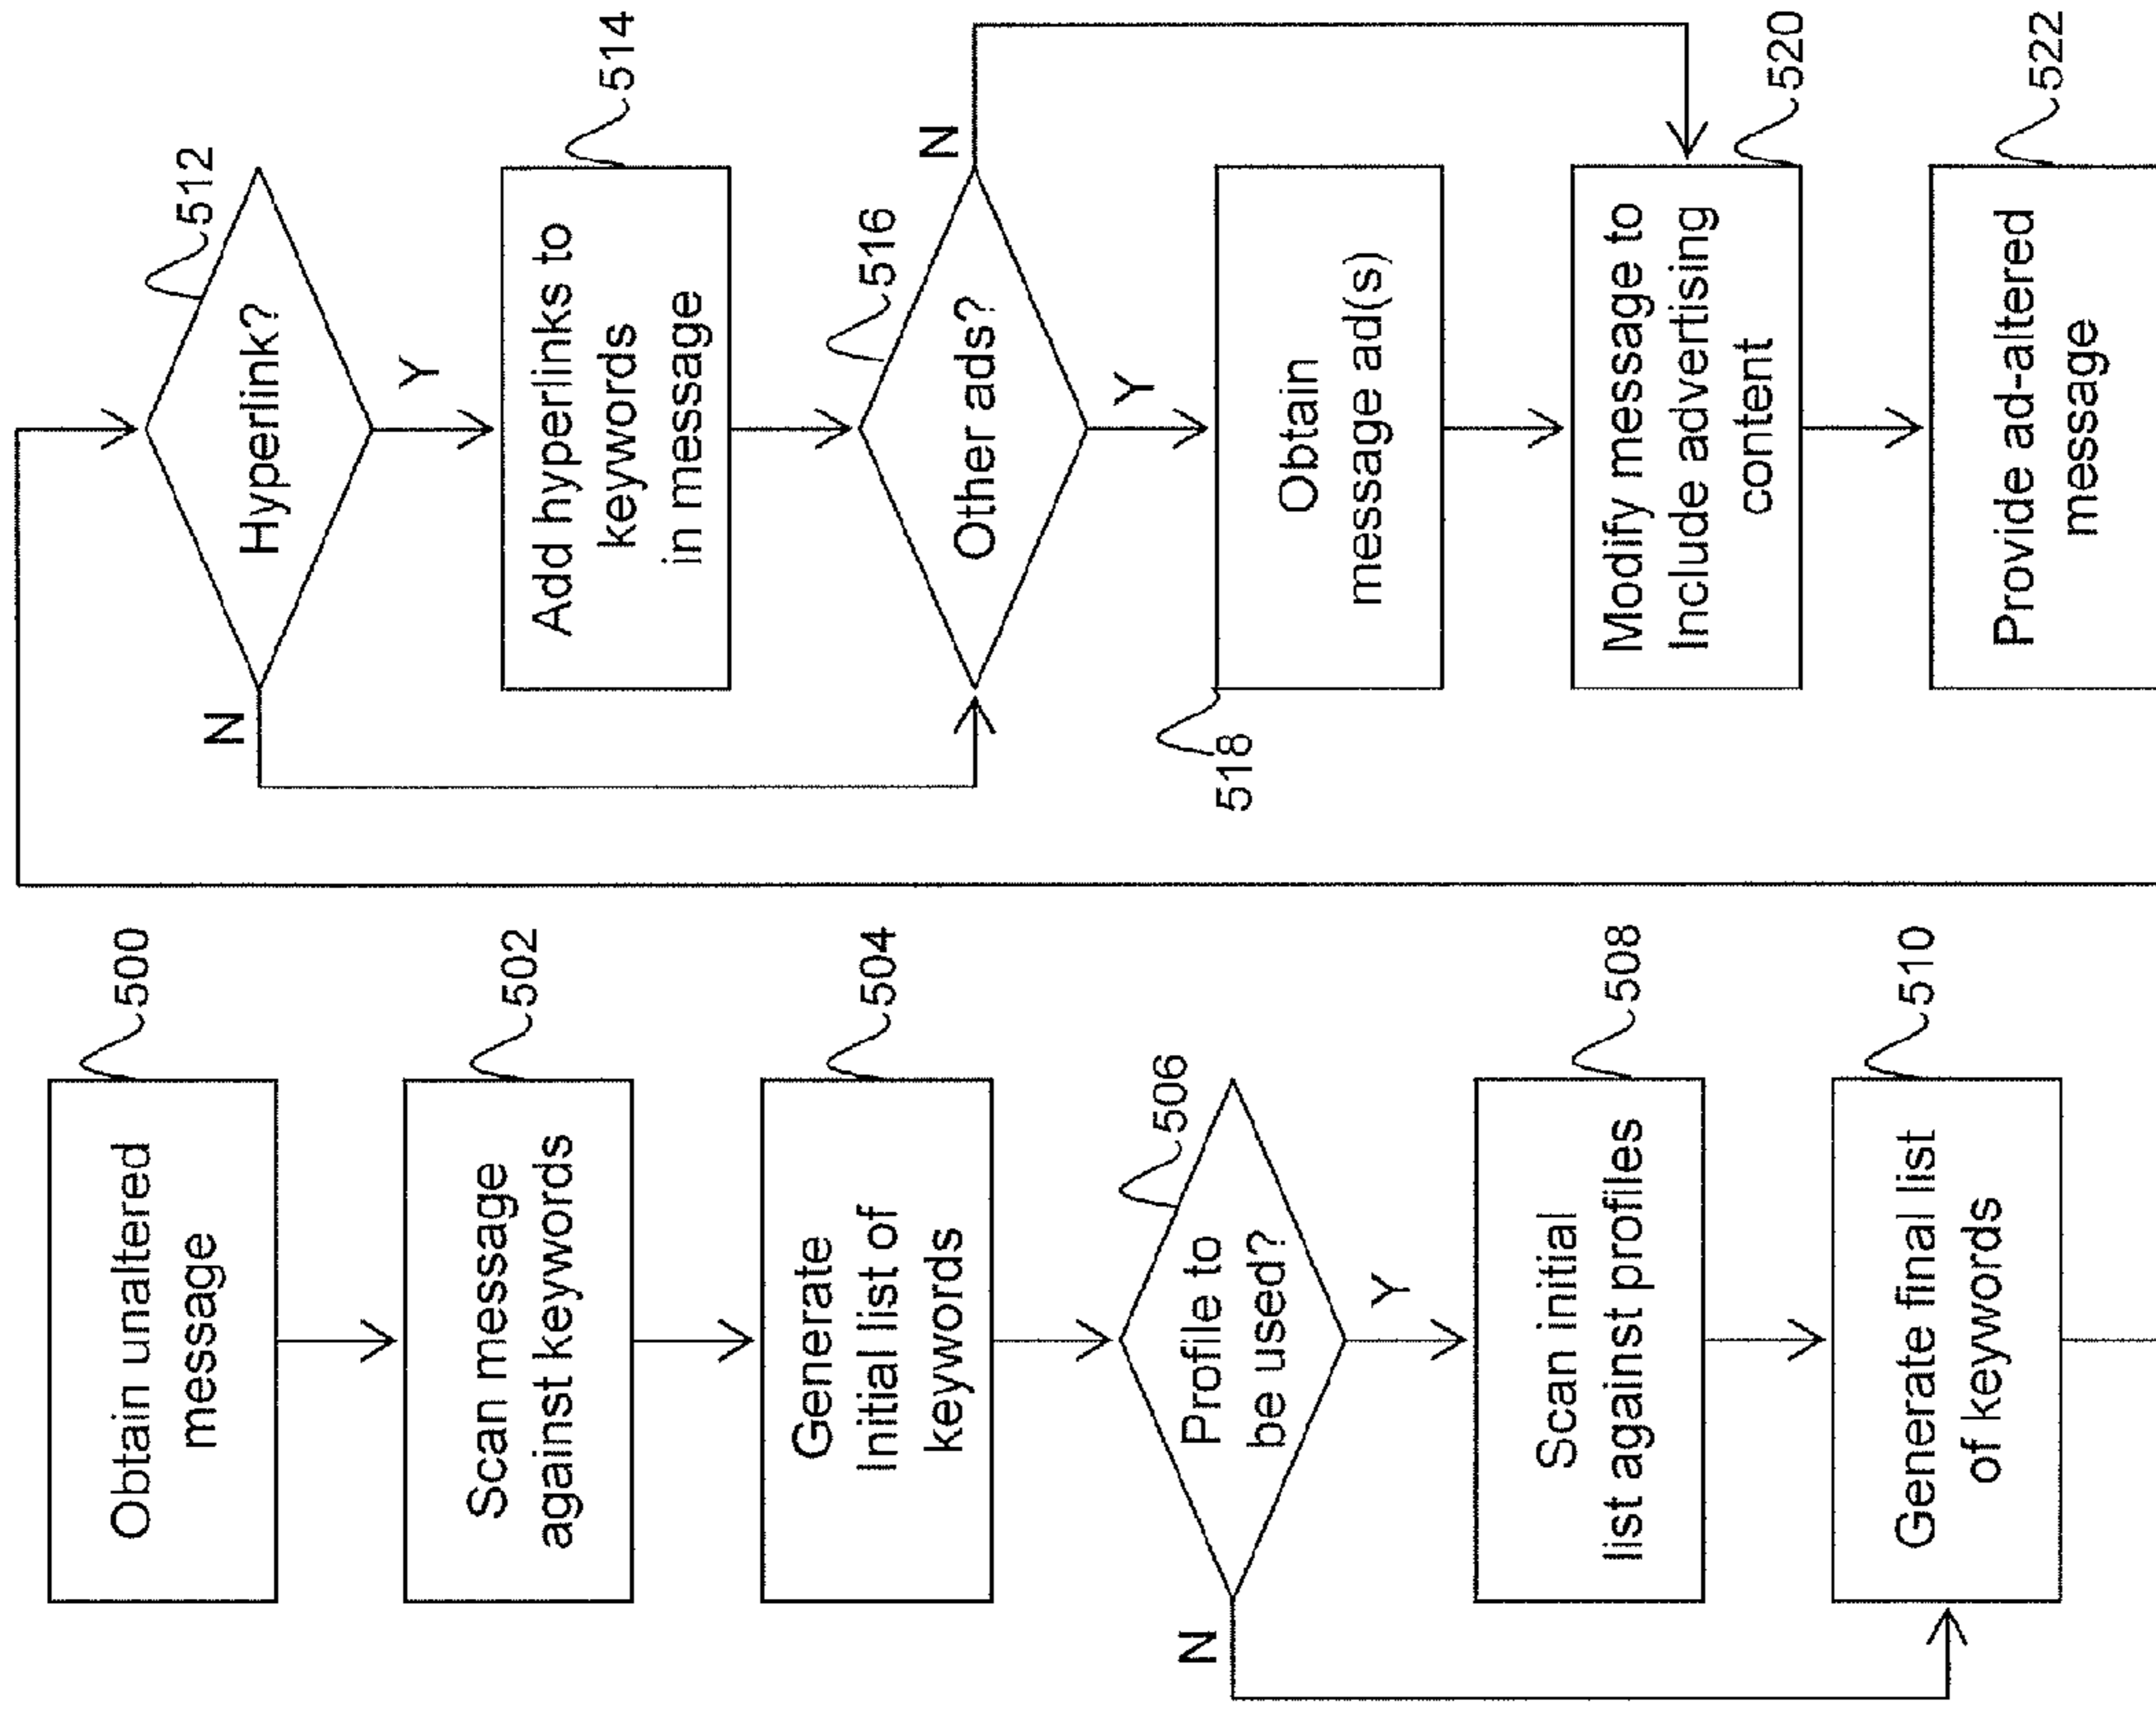 Obtain unaltered
message
500
Scan message
against keywords
502
Generate
Initial list of
keywords
504
Profile to
be used?
506
N
Y
Scan initial
list against profiles
508
Generate final list
of keywords
510
Hyperlink?
512
N
Y
Add hyperlinks to
keywords
in message
514
Other ads?
516
N
Y
Obtain
message ad(s)
518
Modify message to
Include advertising
content
520
Provide ad-altered
message
522